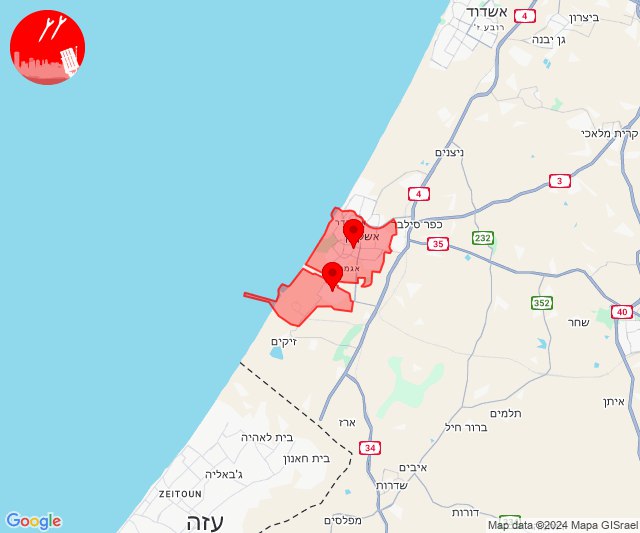 אשדוד
רובע ז'
4
ביצרון
גן יבנה
קרית מלאכי
ניצנים
3
4
כפר סילבר
35
232
352
40
שחר
זיקים
איתן
תלמים
ארז
ברור חיל
בית לאהיה
34
בית חאנון
איבים
ג'באליה
שדרות
ZEITOUN
דורות
עזה
מפלסים
Google
Map data ©2024 Mapa GISrael